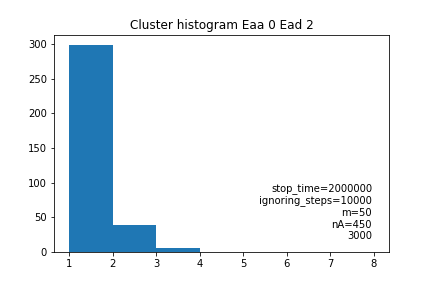 Cluster histogram Eaa 0 Ead 2
300
250
200
150
100
50
0
stop_time=2000000
ignoring_steps=10000
m=50
nA=450
3000
1 2 3 4 5 6 7 8